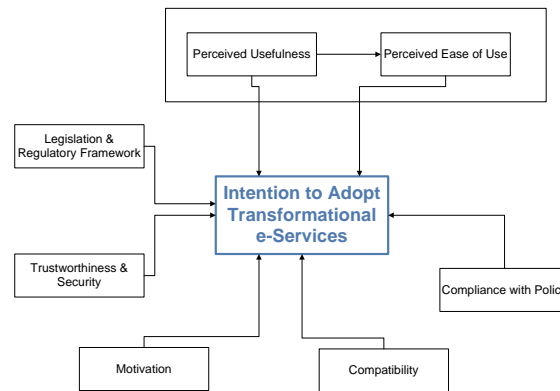 Perceived Usefulness
Perceived Ease of Use
Legislation &
Regulatory Framework
Intention to Adopt
Transformational
e-Services
Trustworthiness &
Security
Compliance with Polic
Motivation
Compatibility